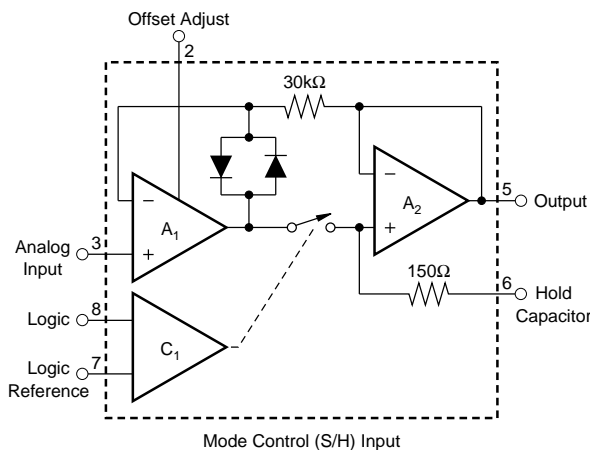 Offset Adjust
2
30kΩ
−
A1
+
−
A2
+
5
Output
3
Analog
Input
150Ω
6
Hold
Capacitor
8
Logic
C1
7
Logic
Reference
Mode Control (S/H) Input